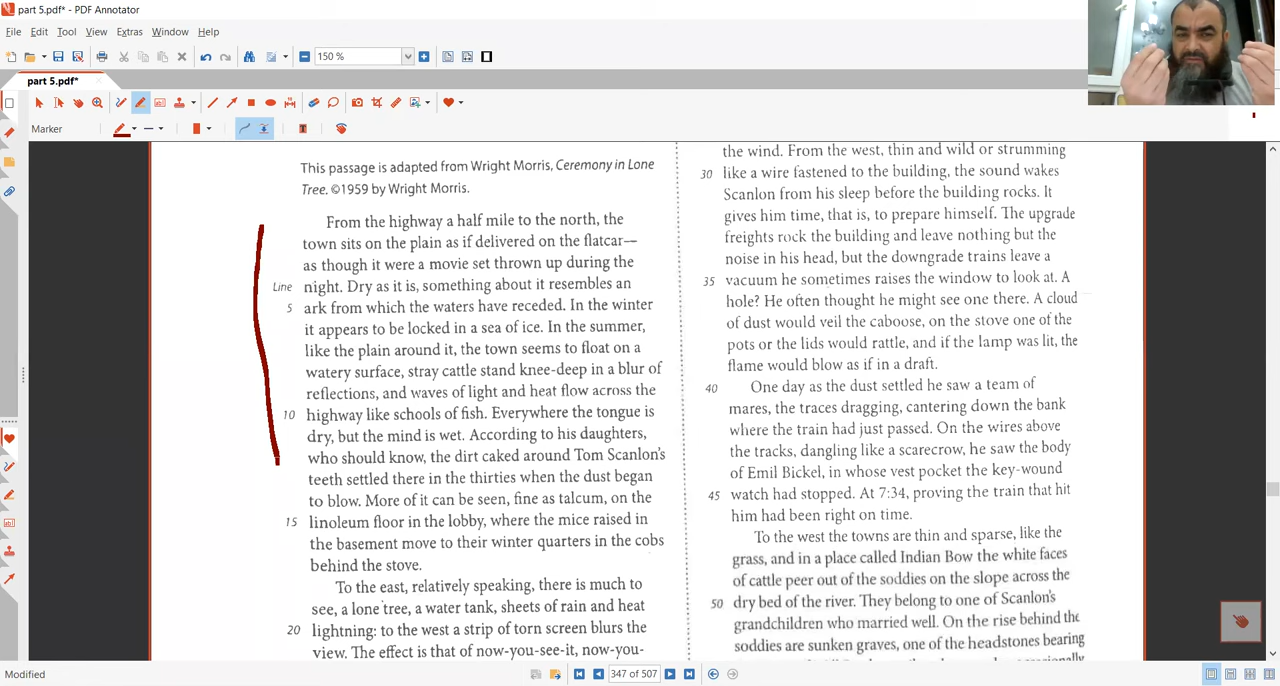 part 5.pdf* - PDF Annotator
File Edit Tool View Extras Window Help
150 %
part 5.pdf*
Marker
This passage is adapted from Wright Morris, Ceremony in Lone
Tree. ©1959 by Wright Morris.
From the highway a half mile to the north, the
town sits on the plain as if delivered on the flatcar—
as though it were a movie set thrown up during the
Line night. Dry as it is, something about it resembles an
5 ark from which the waters have receded. In the winter
it appears to be locked in a sea of ice. In the summer,
like the plain around it, the town seems to float on a
watery surface, stray cattle stand knee-deep in a blur of
reflections, and waves of light and heat flow across the
10 highway like schools of fish. Everywhere the tongue is
dry, but the mind is wet. According to his daughters,
who should know, the dirt caked around Tom Scanlon's
teeth settled there in the thirties when the dust began
to blow. More of it can be seen, fine as talcum, on the
15 linoleum floor in the lobby, where the mice raised in
the basement move to their winter quarters in the cobs
behind the stove.
To the east, relatively speaking, there is much to
see, a lone tree, a water tank, sheets of rain and heat
20 lightning: to the west a strip of torn screen blurs the
view. The effect is that of now-you-see-it, now-you-
the wind. From the west, thin and wild or strumming
30 like a wire fastened to the building, the sound wakes
Scanlon from his sleep before the building rocks. It
gives him time, that is, to prepare himself. The upgrade
freights rock the building and leave nothing but the
noise in his head, but the downgrade trains leave a
35 vacuum he sometimes raises the window to look at. A
hole? He often thought he might see one there. A cloud
of dust would veil the caboose, on the stove one of the
pots or the lids would rattle, and if the lamp was lit, the
flame would blow as if in a draft.
40 One day as the dust settled he saw a team of
mares, the traces dragging, cantering down the bank
where the train had just passed. On the wires above
the tracks, dangling like a scarecrow, he saw the body
of Emil Bickel, in whose vest pocket the key-wound
45 watch had stopped. At 7:34, proving the train that hit
him had been right on time.
To the west the towns are thin and sparse, like the
grass, and in a place called Indian Bow the white faces
of cattle peer out of the soddies on the slope across the
50 dry bed of the river. They belong to one of Scanlon's
grandchildren who married well. On the rise behind the
soddies are sunken graves, one of the headstones bearing
Modified
347 of 507